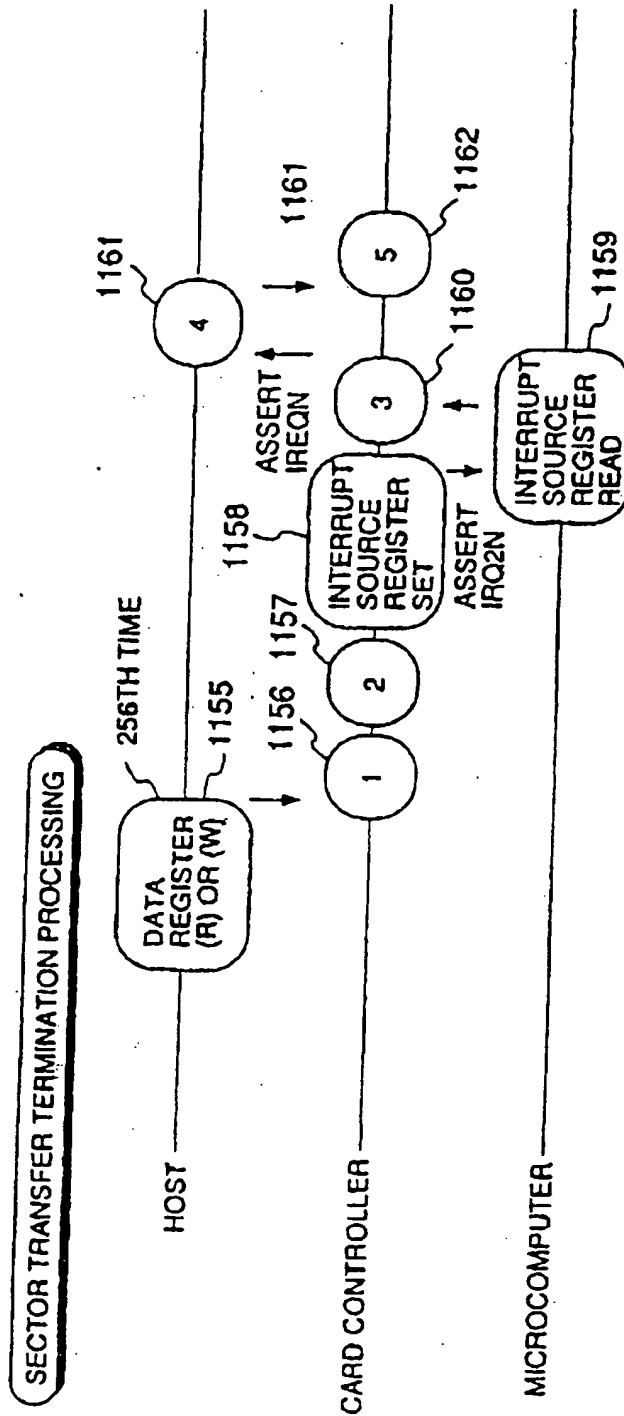 SECTOR TRANSFER TERMINATION PROCESSING
HOST
256TH TIME
DATA
REGISTER
(R) OR (W)
1155
4
1161
ASSERT
IREQN
1161
CARD CONTROLLER
1156
1
1157
2
1158
INTERRUPT
SOURCE
REGISTER
SET
3
1160
5
1162
ASSERT
IRQ2N
MICROCOMPUTER
INTERRUPT
SOURCE
REGISTER
READ
1159